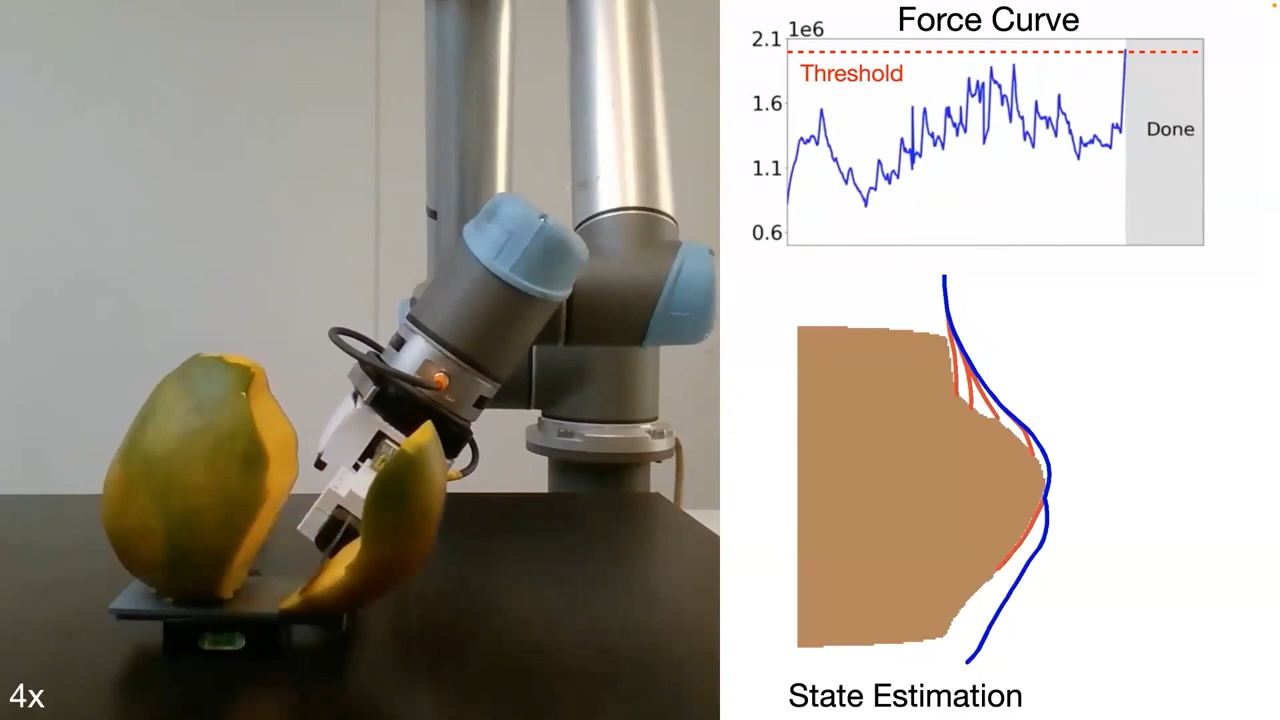 Force Curve
1e6
2.1
Threshold
1.6
Done
1.1
0.6
State Estimation
4x